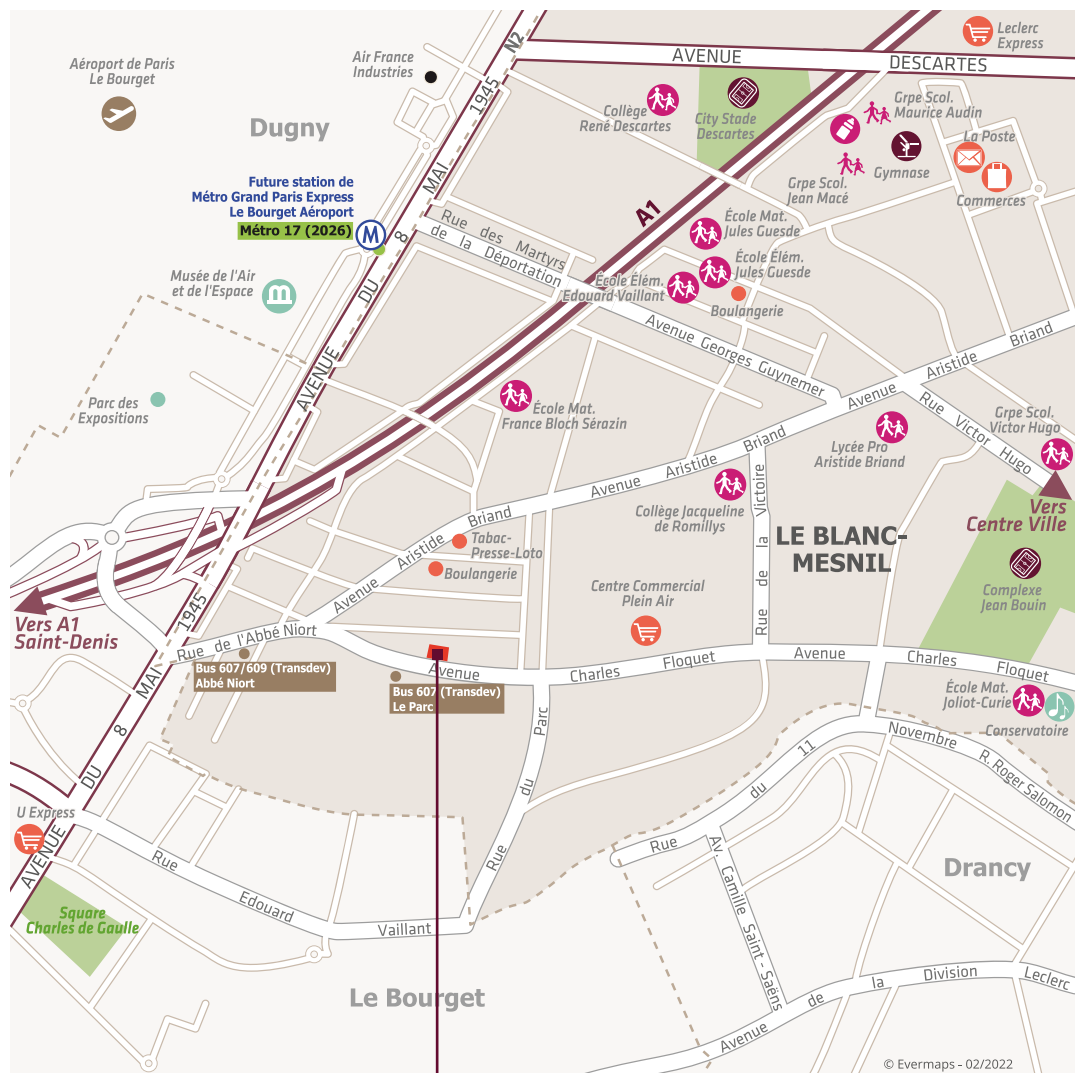 N2
AVENUE
DESCARTES
Leclerc
Express
Aéroport de Paris
Le Bourget
Air France
Industries
1945
Collège
René Descartes
City Stade
Descartes
Grpe Scol.
Maurice Audin
La Poste
Gymnase
Grpe Scol.
Jean Macé
Commerces
Dugny
MAI
Future station de
Métro Grand Paris Express
Le Bourget Aéroport
Métro 17 (2026)
M
8
A1
Rue des Martyrs
de la Déportation
École Mat.
Jules Guesde
École Élém.
Jules Guesde
École Élém.
Edouard Vaillant
Boulangerie
Musée de l'Air
et de l'Espace
DU
Avenue Georges Guynemer
Avenue Aristide Briand
AVENUE
Parc des
Expositions
École Mat.
France Bloch Sérazin
Rue Victor Hugo
Grpe Scol.
Victor Hugo
Lycée Pro
Aristide Briand
Avenue Aristide Briand
Collège Jacqueline
de Romillys
Rue de la Victoire
Vers
Centre Ville
LE BLANC-
MESNIL
Avenue Aristide Briand
Tabac-
Presse-Loto
Boulangerie
Centre Commercial
Plein Air
Complexe
Jean Bouin
Vers A1
Saint-Denis
1945
Rue de l'Abbé Niort
Bus 607/609 (Transdev)
Abbé Niort
Avenue Charles Floquet
Avenue Charles Floquet
Bus 607 (Transdev)
Le Parc
École Mat.
Joliot-Curie
Conservatoire
MAI
8
DU
AVENUE
Rue du Parc
Rue du 11 Novembre
R. Roger Salomon
U Express
Rue Edouard Vaillant
Av. Camille Saint - Saëns
Drancy
Square
Charles de Gaulle
Le Bourget
Avenue de la Division Leclerc
© Evermaps - 02/2022